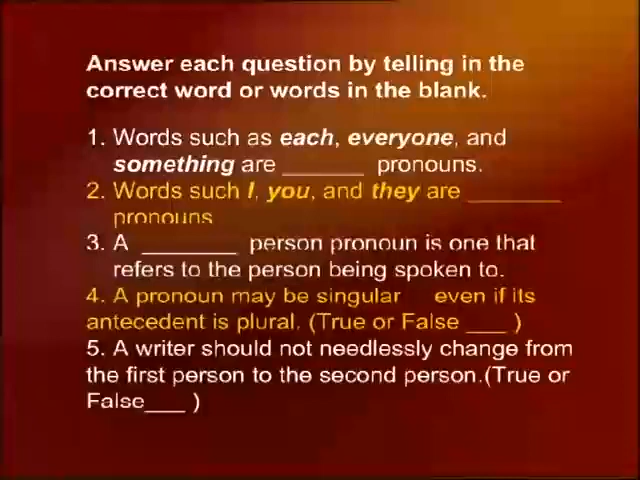 Answer each question by telling in the
correct word or words in the blank.
1. Words such as each, everyone, and
something are _______ pronouns.
2. Words such I, you, and they are ________
pronouns
3. A ________ person pronoun is one that
refers to the person being spoken to.
4. A pronoun may be singular even if its
antecedent is plural. (True or False ___ )
5. A writer should not needlessly change from
the first person to the second person.(True or
False___ )